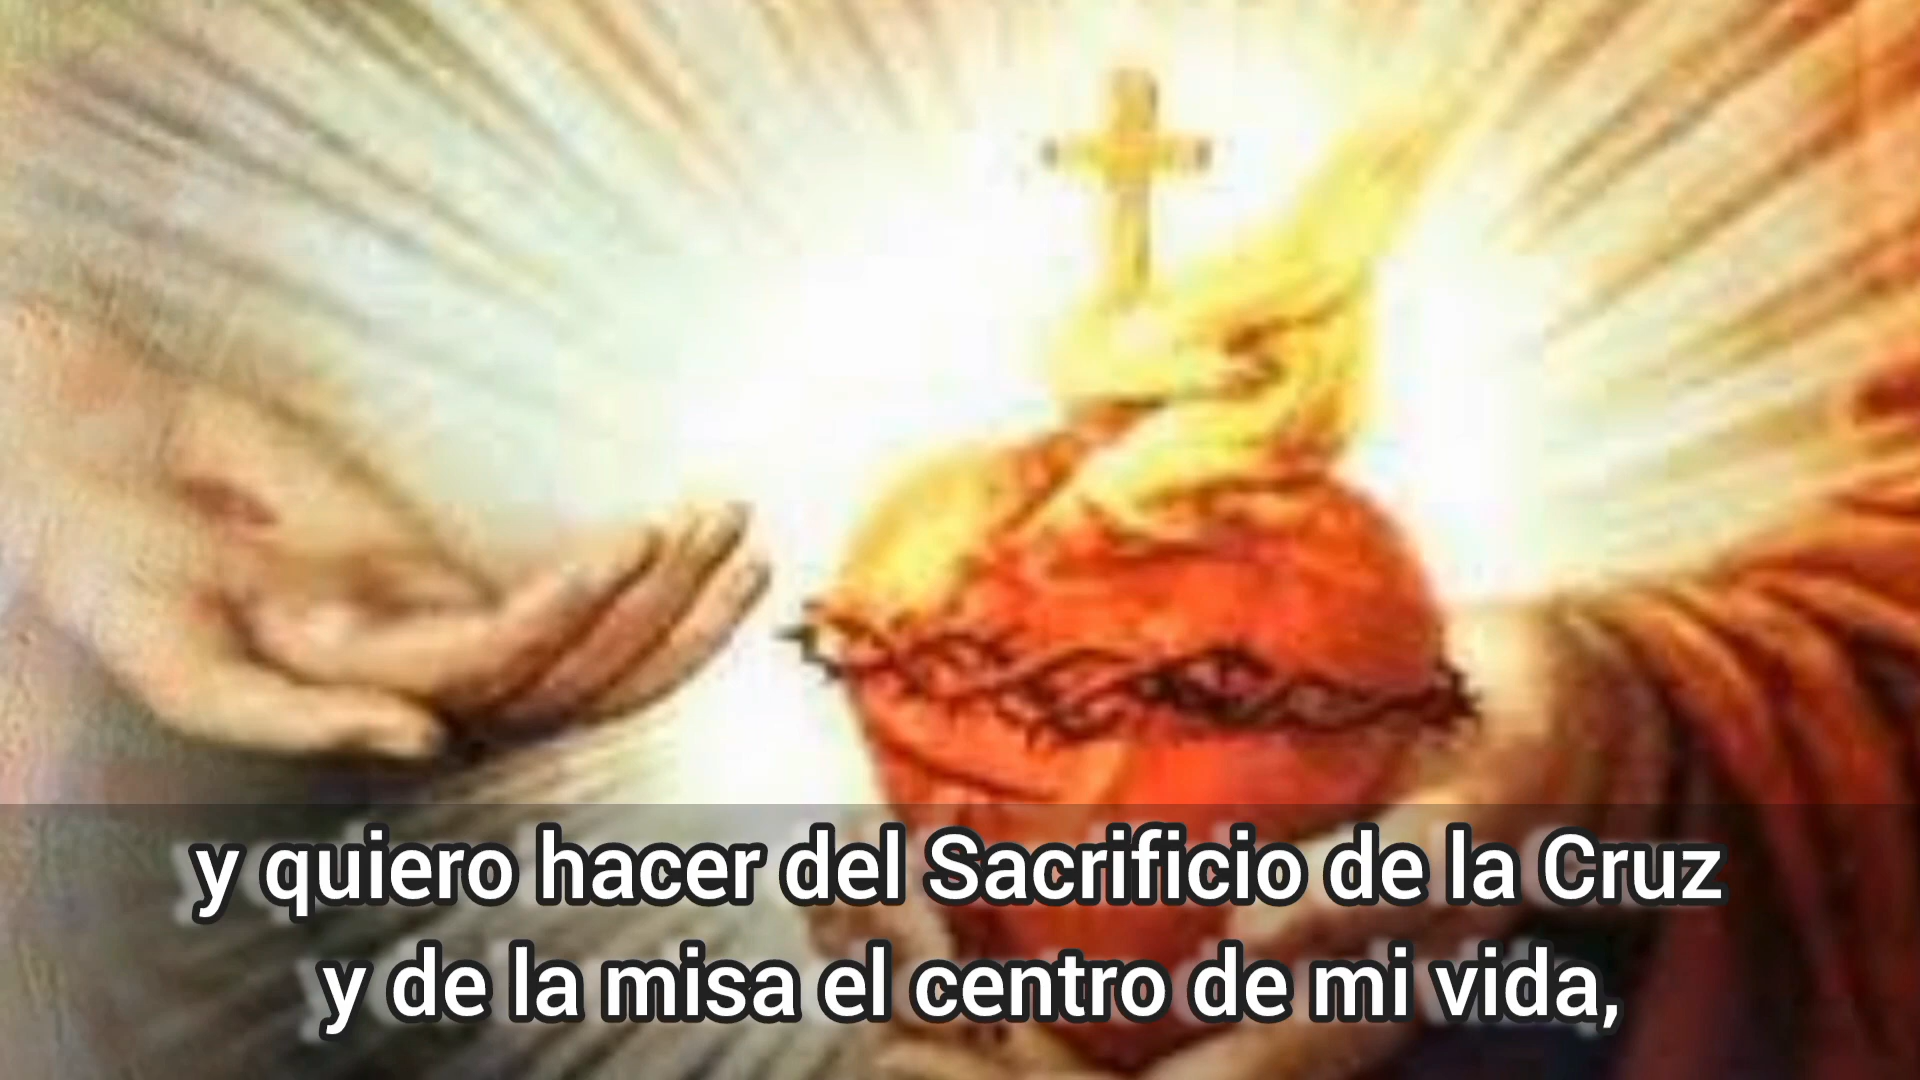 y quiero hacer del Sacrificio de la Cruz
y de la misa el centro de mi vida,